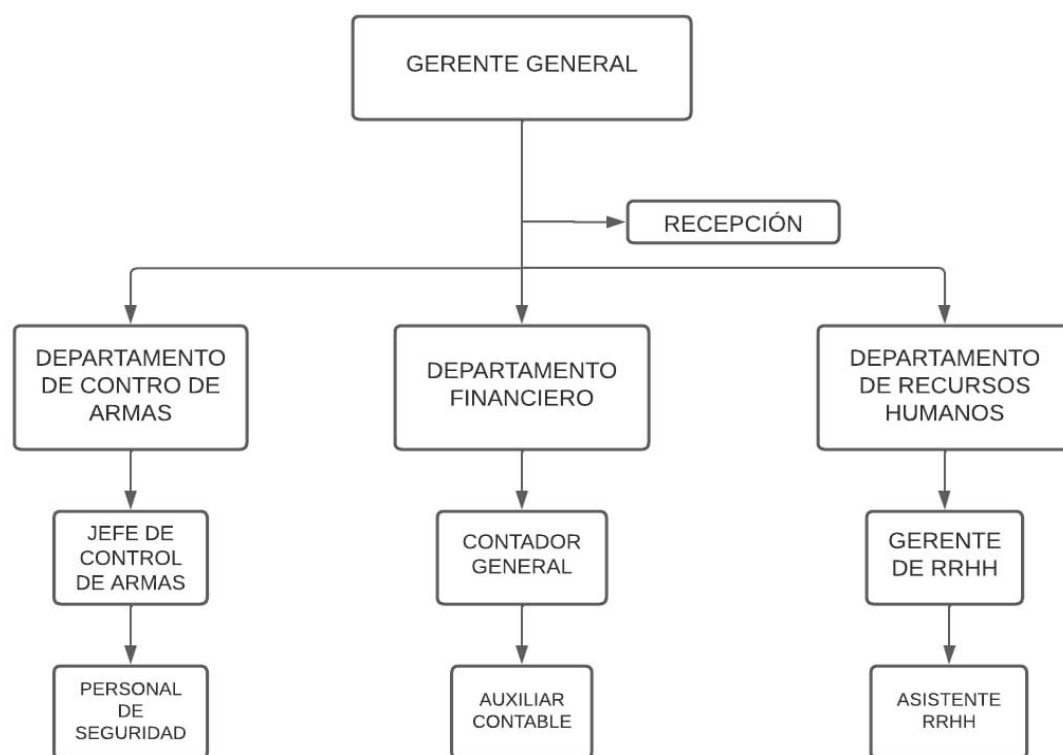 GERENTE GENERAL
RECEPCIÓN
DEPARTAMENTO
DE CONTRO DE
ARMAS
DEPARTAMENTO
FINANCIERO
DEPARTAMENTO
DE RECURSOS
HUMANOS
JEFE DE
CONTROL
DE ARMAS
CONTADOR
GENERAL
GERENTE
DE RRHH
PERSONAL
DE
SEGURIDAD
AUXILIAR
CONTABLE
ASISTENTE
RRHH